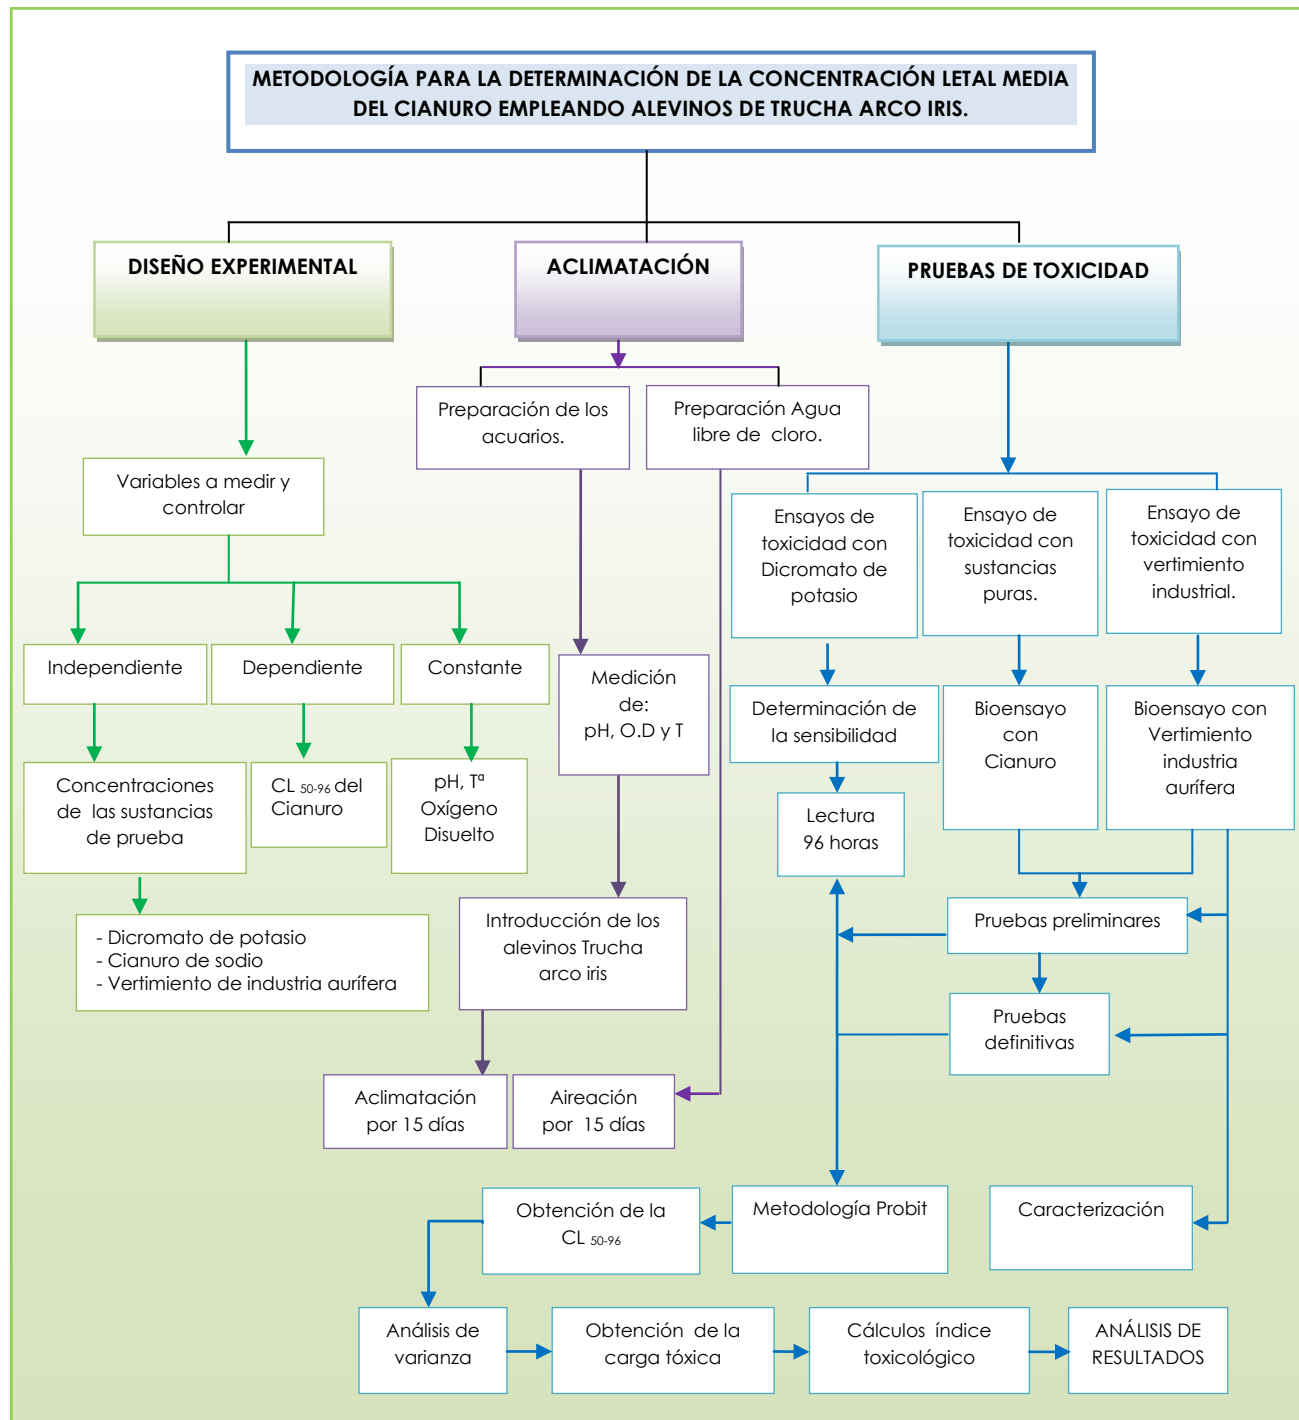 METODOLOGÍA PARA LA DETERMINACIÓN DE LA CONCENTRACIÓN LETAL MEDIA
DEL CIANURO EMPLEANDO ALEVINOS DE TRUCHA ARCO IRIS.
DISEÑO EXPERIMENTAL
ACLIMATACIÓN
PRUEBAS DE TOXICIDAD
Preparación de los
acuarios.
Preparación Agua
libre de cloro.
Variables a medir y
controlar
Ensayos de
toxicidad con
Dicromato de
potasio
Ensayo de
toxicidad con
sustancias
puras.
Ensayo de
toxicidad con
vertimiento
industrial.
Independiente
Dependiente
Constante
Medición
de:
pH, O.D y T
Determinación de
la sensibilidad
Bioensayo
con
Cianuro
Bioensayo con
Vertimiento
industria
aurífera
Concentraciones
de las sustancias
de prueba
CL 50-96 del
Cianuro
pH, Tª
Oxígeno
Disuelto
Lectura
96 horas
- Dicromato de potasio
- Cianuro de sodio
- Vertimiento de industria aurífera
Introducción de los
alevinos Trucha
arco iris
Pruebas preliminares
Pruebas
definitivas
Aclimatación
por 15 días
Aireación
por 15 días
Obtención de la
CL 50-96
Metodología Probit
Caracterización
Análisis de
varianza
Obtención de la
carga tóxica
Cálculos índice
toxicológico
ANÁLISIS DE
RESULTADOS